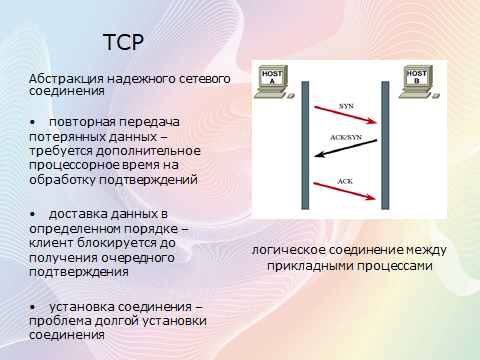 TCP
Абстракция надежного сетевого
соединения
• повторная передача
потерянных данных –
требуется дополнительное
процессорное время на
обработку подтверждений
• доставка данных в
определенном порядке –
клиент блокируется до
получения очередного
подтверждения
• установка соединения –
проблема долгой установки
соединения
HOST
A
HOST
B
SYN
ACK/SYN
ACK
логическое соединение между
прикладными процессами